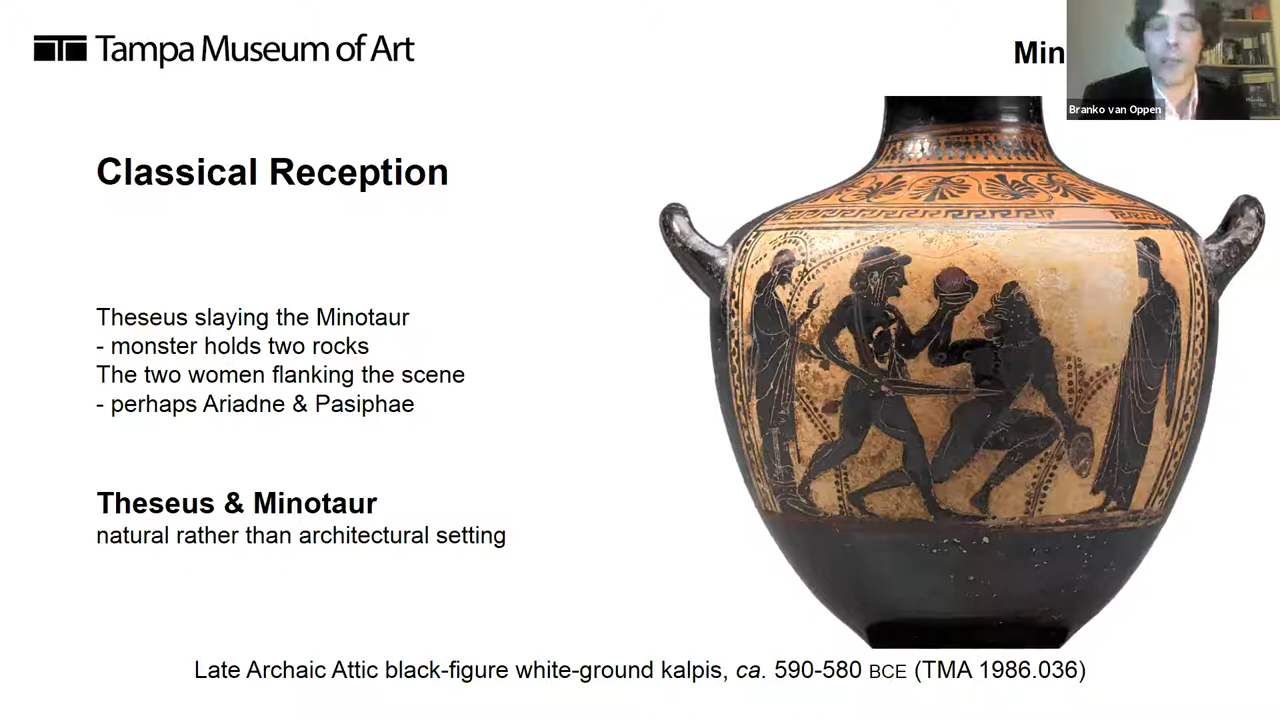 Tampa Museum of Art
Min
Branko van Oppen
Classical Reception
Theseus slaying the Minotaur
- monster holds two rocks
The two women flanking the scene
- perhaps Ariadne & Pasiphae
Theseus & Minotaur
natural rather than architectural setting
Late Archaic Attic black-figure white-ground kalpis, ca. 590-580 BCE (TMA 1986.036)